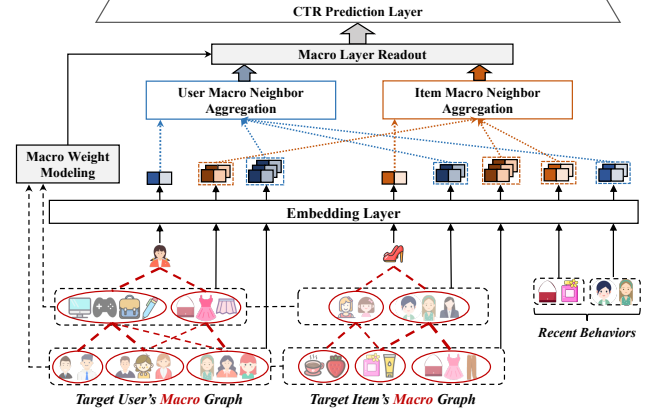 CTR Prediction Layer
Macro Layer Readout
User Macro Neighbor
Aggregation
Item Macro Neighbor
Aggregation
Macro Weight
Modeling
Embedding Layer
Recent Behaviors
Target User's Macro Graph
Target Item's Macro Graph